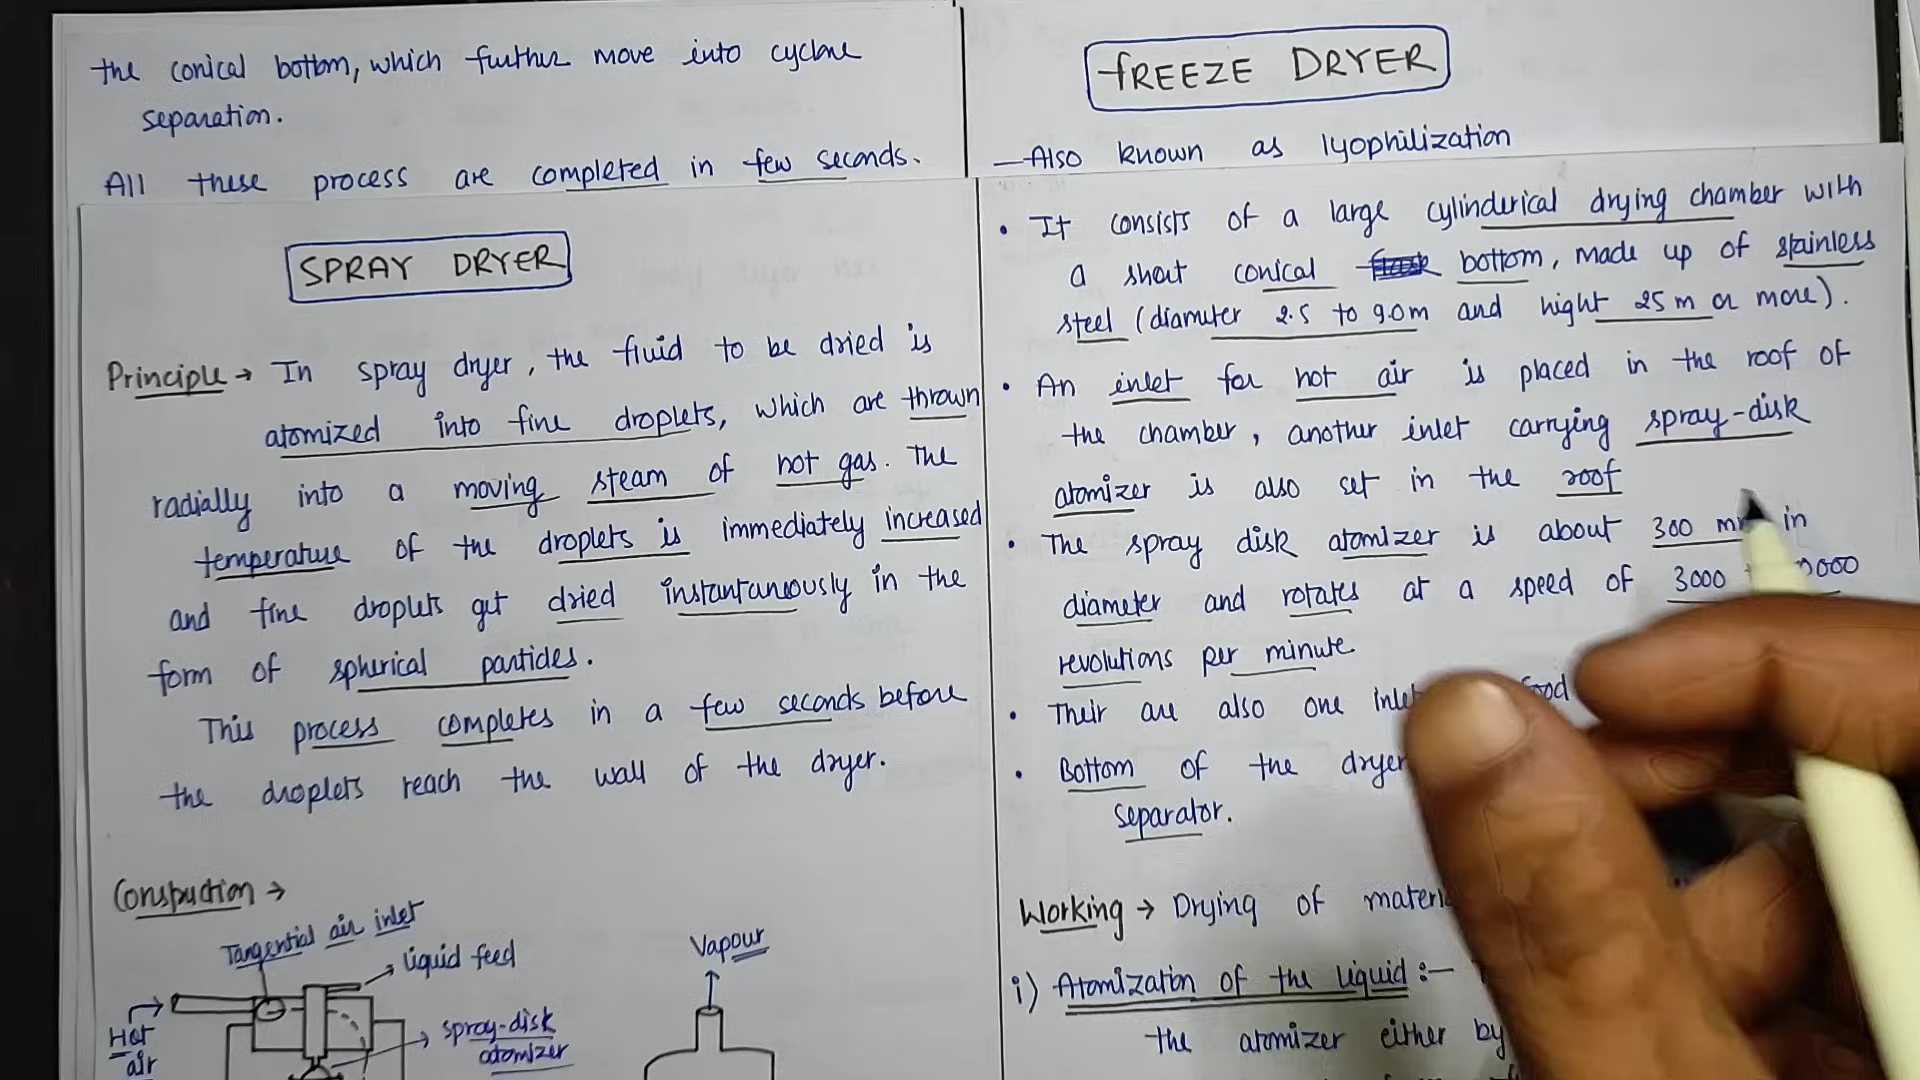 the conical bottom, which further move into cyclone
separation.
All these process are completed in few seconds.
SPRAY DRYER
Principle → In spray dryer, the fluid to be dried is
atomized into fine droplets, which are thrown
radially into a moving steam of hot gas. The
temperature of the droplets is immediately increased
and fine droplets get dried instantaneously in the
form of spherical particles.
This process completes in a few seconds before
the droplets reach the wall of the dryer.
Construction →
Tangential air inlet
liquid feed
Hot
air
spray-disk
atomizer
Vapour
FREEZE DRYER
— Also known as lyophilization
• It consists of a large cylinderical drying chamber with
a short conical bottom, made up of stainless
steel (diameter 2.5 to 9.0m and hight 25 m or more).
• An inlet for hot air is placed in the roof of
the chamber, another inlet carrying spray-disk
atomizer is also set in the roof
• The spray disk atomizer is about 300 in
diameter and rotates at a speed of 3000
revolutions per minute
• Their are also one
• Bottom of the dryer
separator.
Working → Drying of
i) Atomization of the liquid :-
the atomizer either by